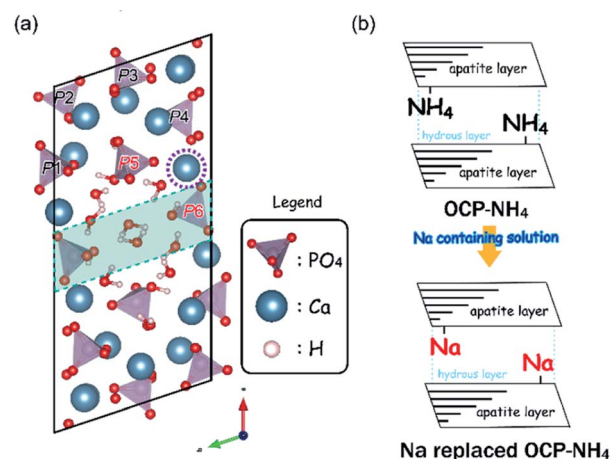 (a)
P3
P2
P4
P1
P5
P6
Legend
: PO4
: Ca
: H
(b)
apatite layer
NH4
NH4
hydrous layer
apatite layer
OCP-NH4
Na containing solution
apatite layer
Na
Na
hydrous layer
apatite layer
Na replaced OCP-NH4